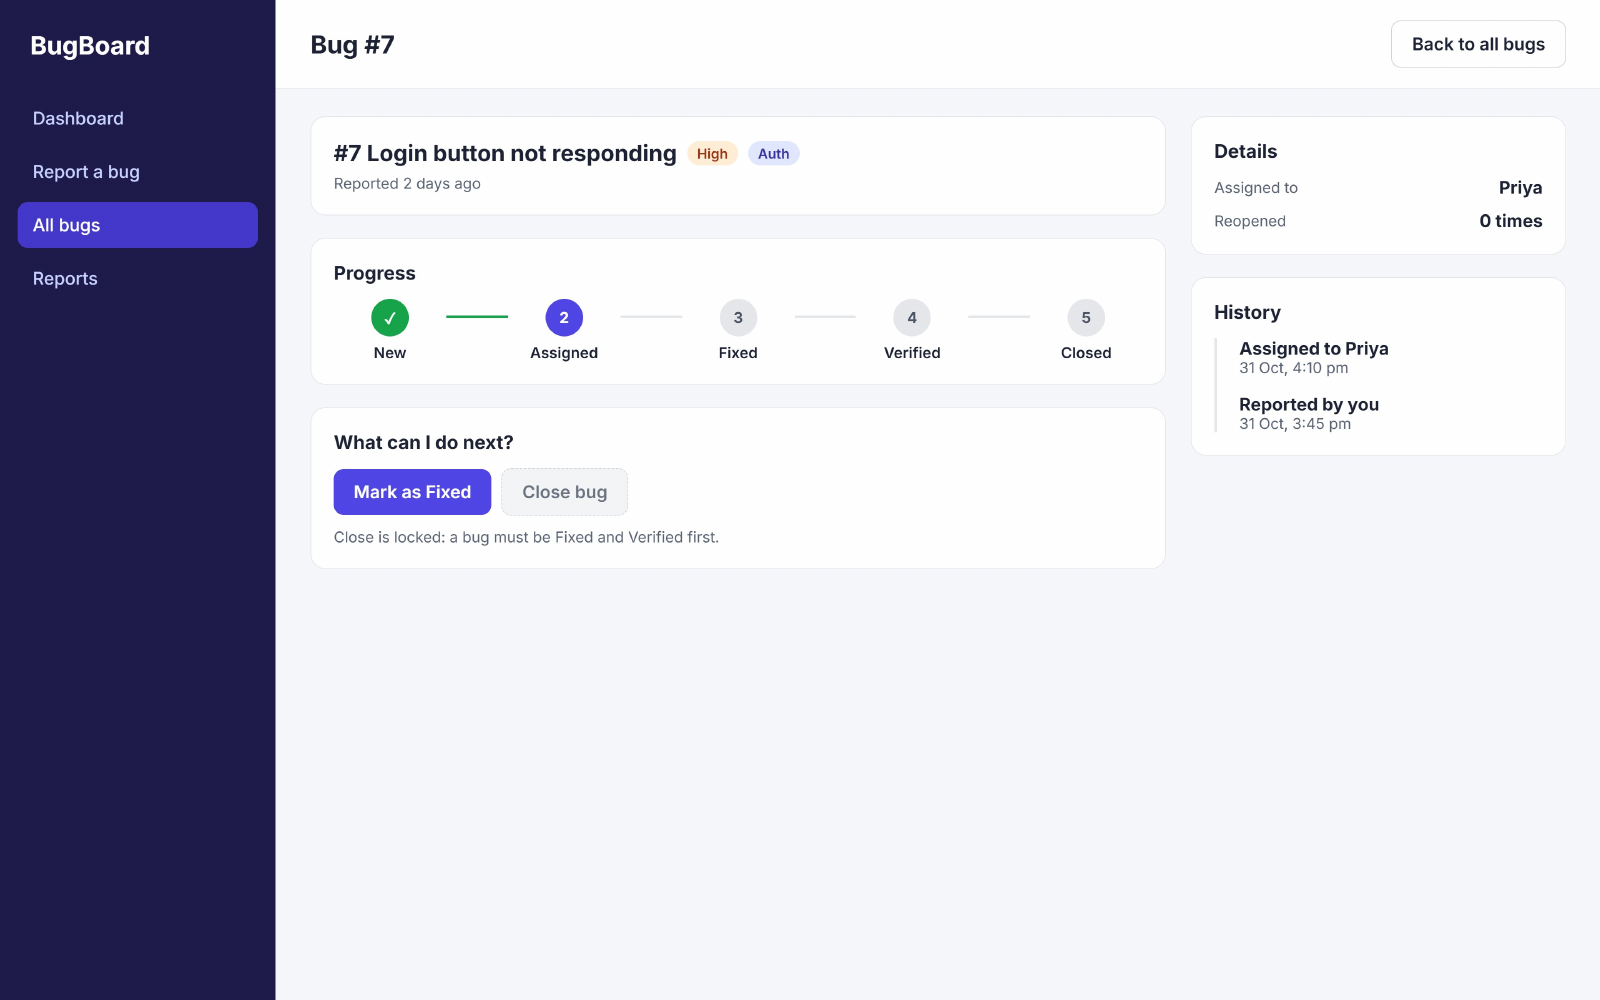 BugBoard
Dashboard
Report a bug
All bugs
Reports
Bug #7
Back to all bugs
#7 Login button not responding High Auth
Reported 2 days ago
Progress
✓ 2 3 4 5
New Assigned Fixed Verified Closed
What can I do next?
Mark as Fixed Close bug
Close is locked: a bug must be Fixed and Verified first.
Details
Assigned to Priya
Reopened 0 times
History
Assigned to Priya
31 Oct, 4:10 pm
Reported by you
31 Oct, 3:45 pm